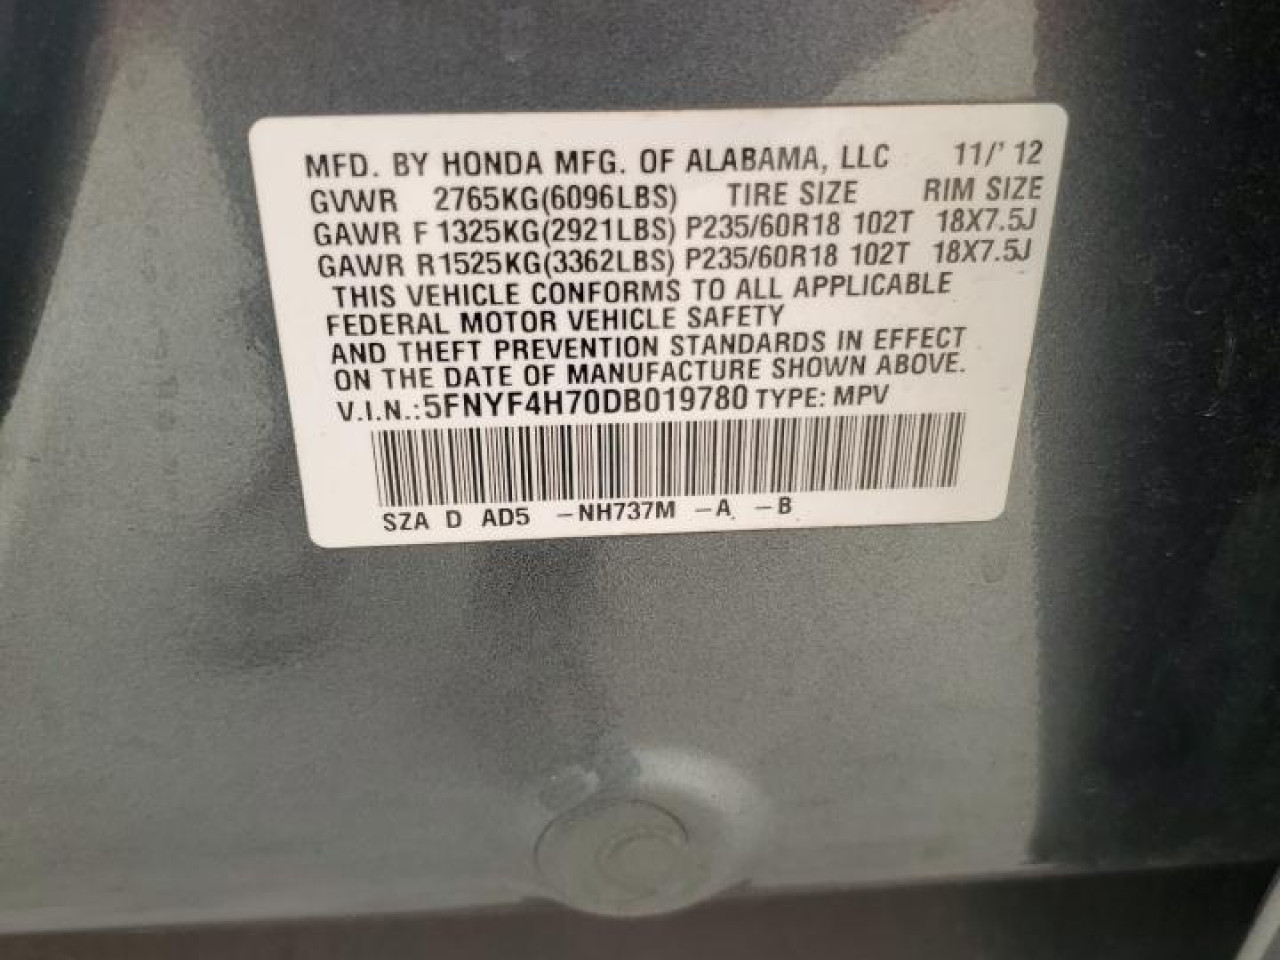 MFD. BY HONDA MFG. OF ALABAMA, LLC 11/' 12
GVWR 2765KG(6096LBS) TIRE SIZE RIM SIZE
GAWR F 1325KG(2921LBS) P235/60R18 102T 18X7.5J
GAWR R1525KG(3362LBS) P235/60R18 102T 18X7.5J
THIS VEHICLE CONFORMS TO ALL APPLICABLE
FEDERAL MOTOR VEHICLE SAFETY
AND THEFT PREVENTION STANDARDS IN EFFECT
ON THE DATE OF MANUFACTURE SHOWN ABOVE.
V.I.N.:5FNYF4H70DB019780 TYPE: MPV
SZA D AD5 -NH737M -A -B